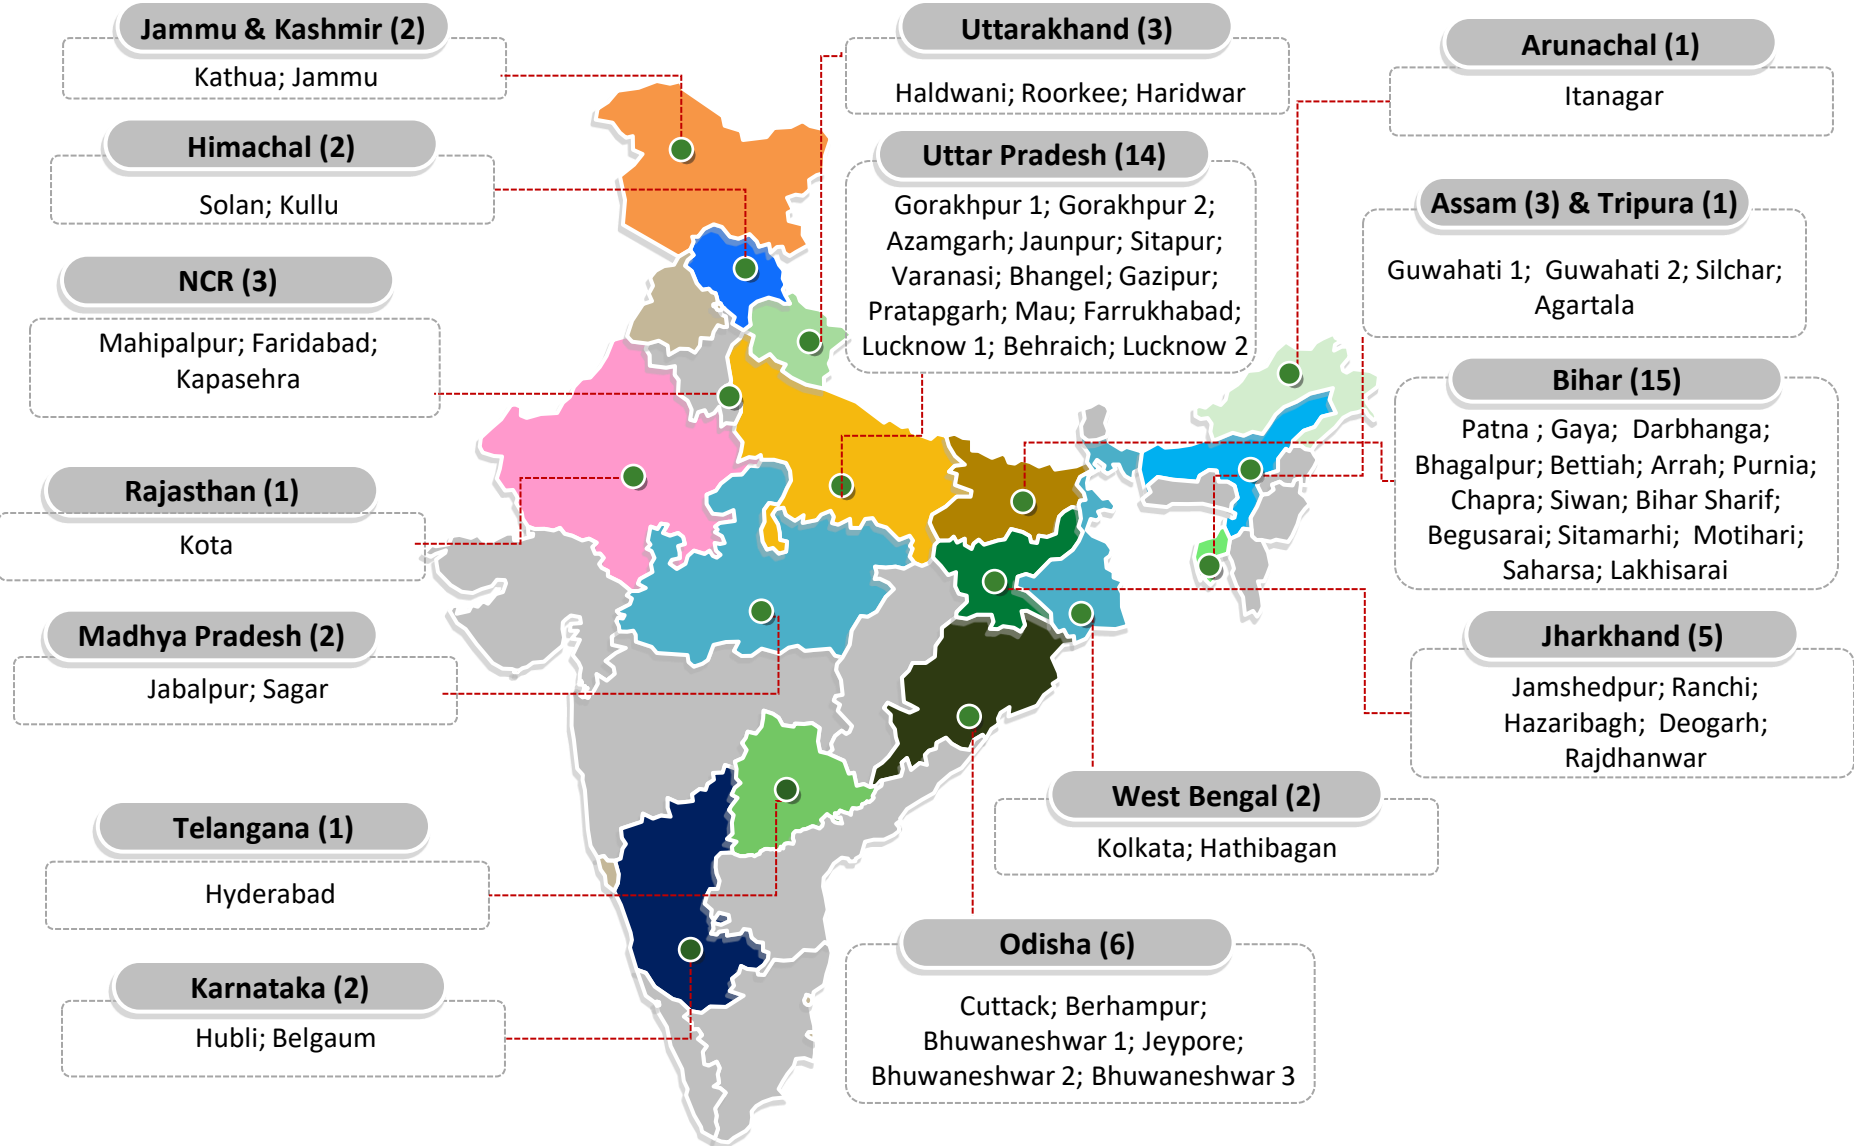 Jammu & Kashmir (2)
Kathua; Jammu
Himachal (2)
Solan; Kullu
NCR (3)
Mahipalpur; Faridabad;
Kapasehra
Rajasthan (1)
Kota
Madhya Pradesh (2)
Jabalpur; Sagar
Telangana (1)
Hyderabad
Karnataka (2)
Hubli; Belgaum
Uttarakhand (3)
Haldwani; Roorkee; Haridwar
Uttar Pradesh (14)
Gorakhpur 1; Gorakhpur 2;
Azamgarh; Jaunpur; Sitapur;
Varanasi; Bhangel; Gazipur;
Pratapgarh; Mau; Farrukhabad;
Lucknow 1; Behraich; Lucknow 2
Arunachal (1)
Itanagar
Assam (3) & Tripura (1)
Guwahati 1;  Guwahati 2; Silchar;
Agartala
Bihar (15)
Patna ; Gaya;  Darbhanga;
Bhagalpur; Bettiah; Arrah; Purnia;
Chapra; Siwan; Bihar Sharif;
Begusarai; Sitamarhi;  Motihari;
Saharsa; Lakhisarai
Jharkhand (5)
Jamshedpur; Ranchi;
Hazaribagh;  Deogarh;
Rajdhanwar
West Bengal (2)
Kolkata; Hathibagan
Odisha (6)
Cuttack; Berhampur;
Bhuwaneshwar 1; Jeypore;
Bhuwaneshwar 2; Bhuwaneshwar 3